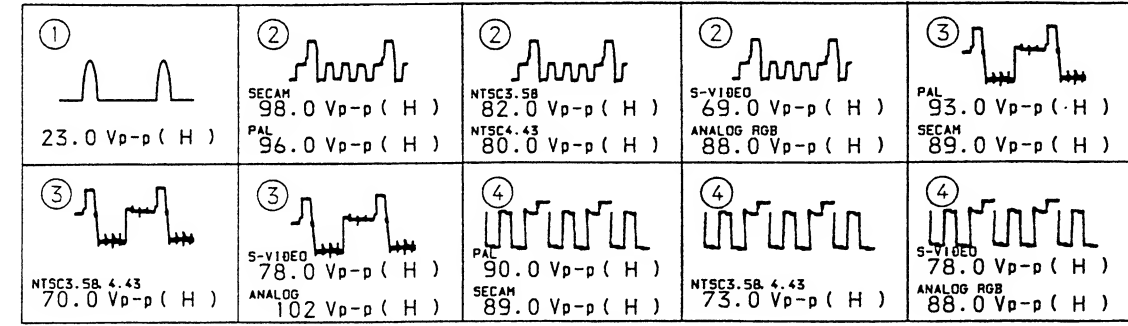 ①
23.0 Vp-p ( H )
②
SECAM
98.0 Vp-p ( H )
PAL
96.0 Vp-p ( H )
②
NTSC3.58
82.0 Vp-p ( H )
NTSC4.43
80.0 Vp-p ( H )
②
S-VIDEO
69.0 Vp-p ( H )
ANALOG RGB
88.0 Vp-p ( H )
③
PAL
93.0 Vp-p ( H )
SECAM
89.0 Vp-p ( H )
③
NTSC3.58. 4.43
70.0 Vp-p ( H )
③
S-VIDEO
78.0 Vp-p ( H )
ANALOG
102 Vp-p ( H )
④
PAL
90.0 Vp-p ( H )
SECAM
89.0 Vp-p ( H )
④
NTSC3.58. 4.43
73.0 Vp-p ( H )
④
S-VIDEO
78.0 Vp-p ( H )
ANALOG RGB
88.0 Vp-p ( H )